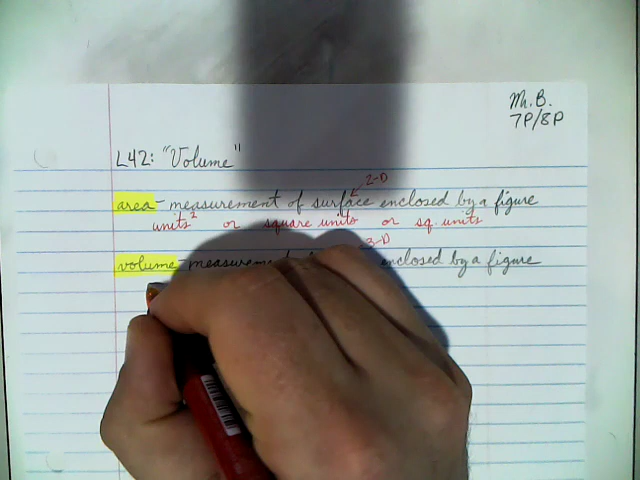 M. B.
7P/8P
L42: "Volume"
2-D
area - measurement of surface enclosed by a figure
units² or square units or sq. units
3-D
volume - measurement enclosed by a figure